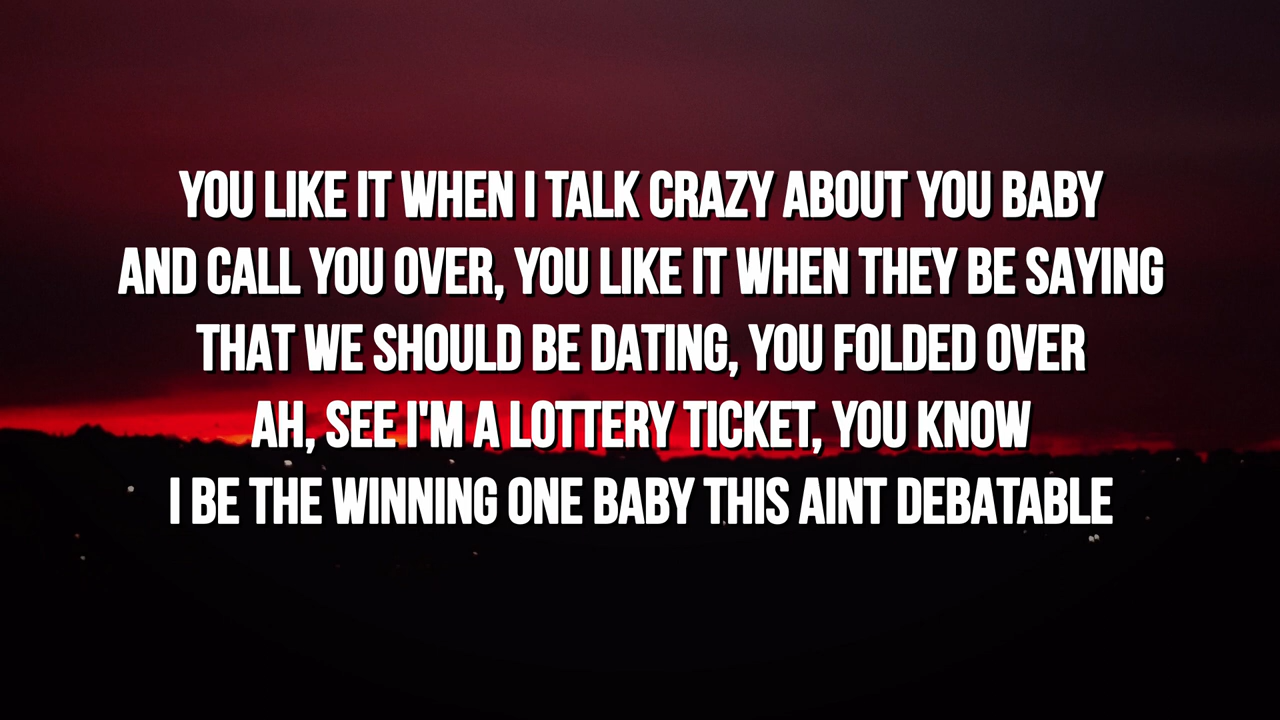 YOU LIKE IT WHEN I TALK CRAZY ABOUT YOU BABY
AND CALL YOU OVER, YOU LIKE IT WHEN THEY BE SAYING
THAT WE SHOULD BE DATING, YOU FOLDED OVER
AH, SEE I'M A LOTTERY TICKET, YOU KNOW
I BE THE WINNING ONE BABY THIS AINT DEBATABLE